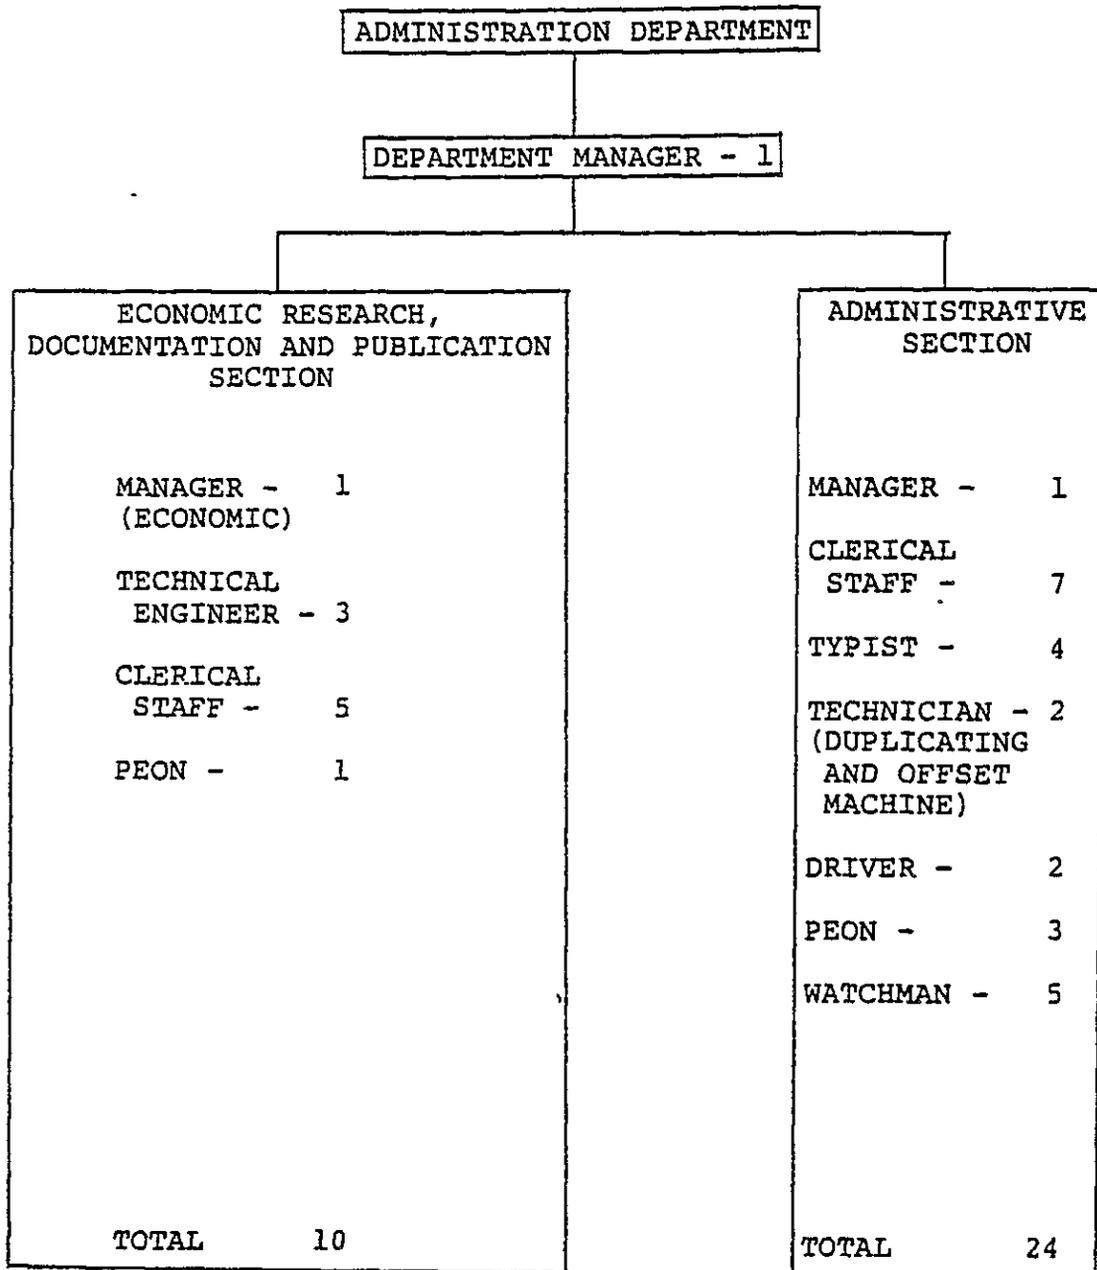 ADMINISTRATION DEPARTMENT
DEPARTMENT MANAGER - 1
ECONOMIC RESEARCH,
DOCUMENTATION AND PUBLICATION
SECTION
MANAGER - 1
(ECONOMIC)
TECHNICAL
ENGINEER - 3
CLERICAL
STAFF - 5
PEON - 1
TOTAL 10
ADMINISTRATIVE
SECTION
MANAGER - 1
CLERICAL
STAFF - 7
TYPIST - 4
TECHNICIAN - 2
(DUPLICATING
AND OFFSET
MACHINE)
DRIVER - 2
PEON - 3
WATCHMAN - 5
TOTAL 24